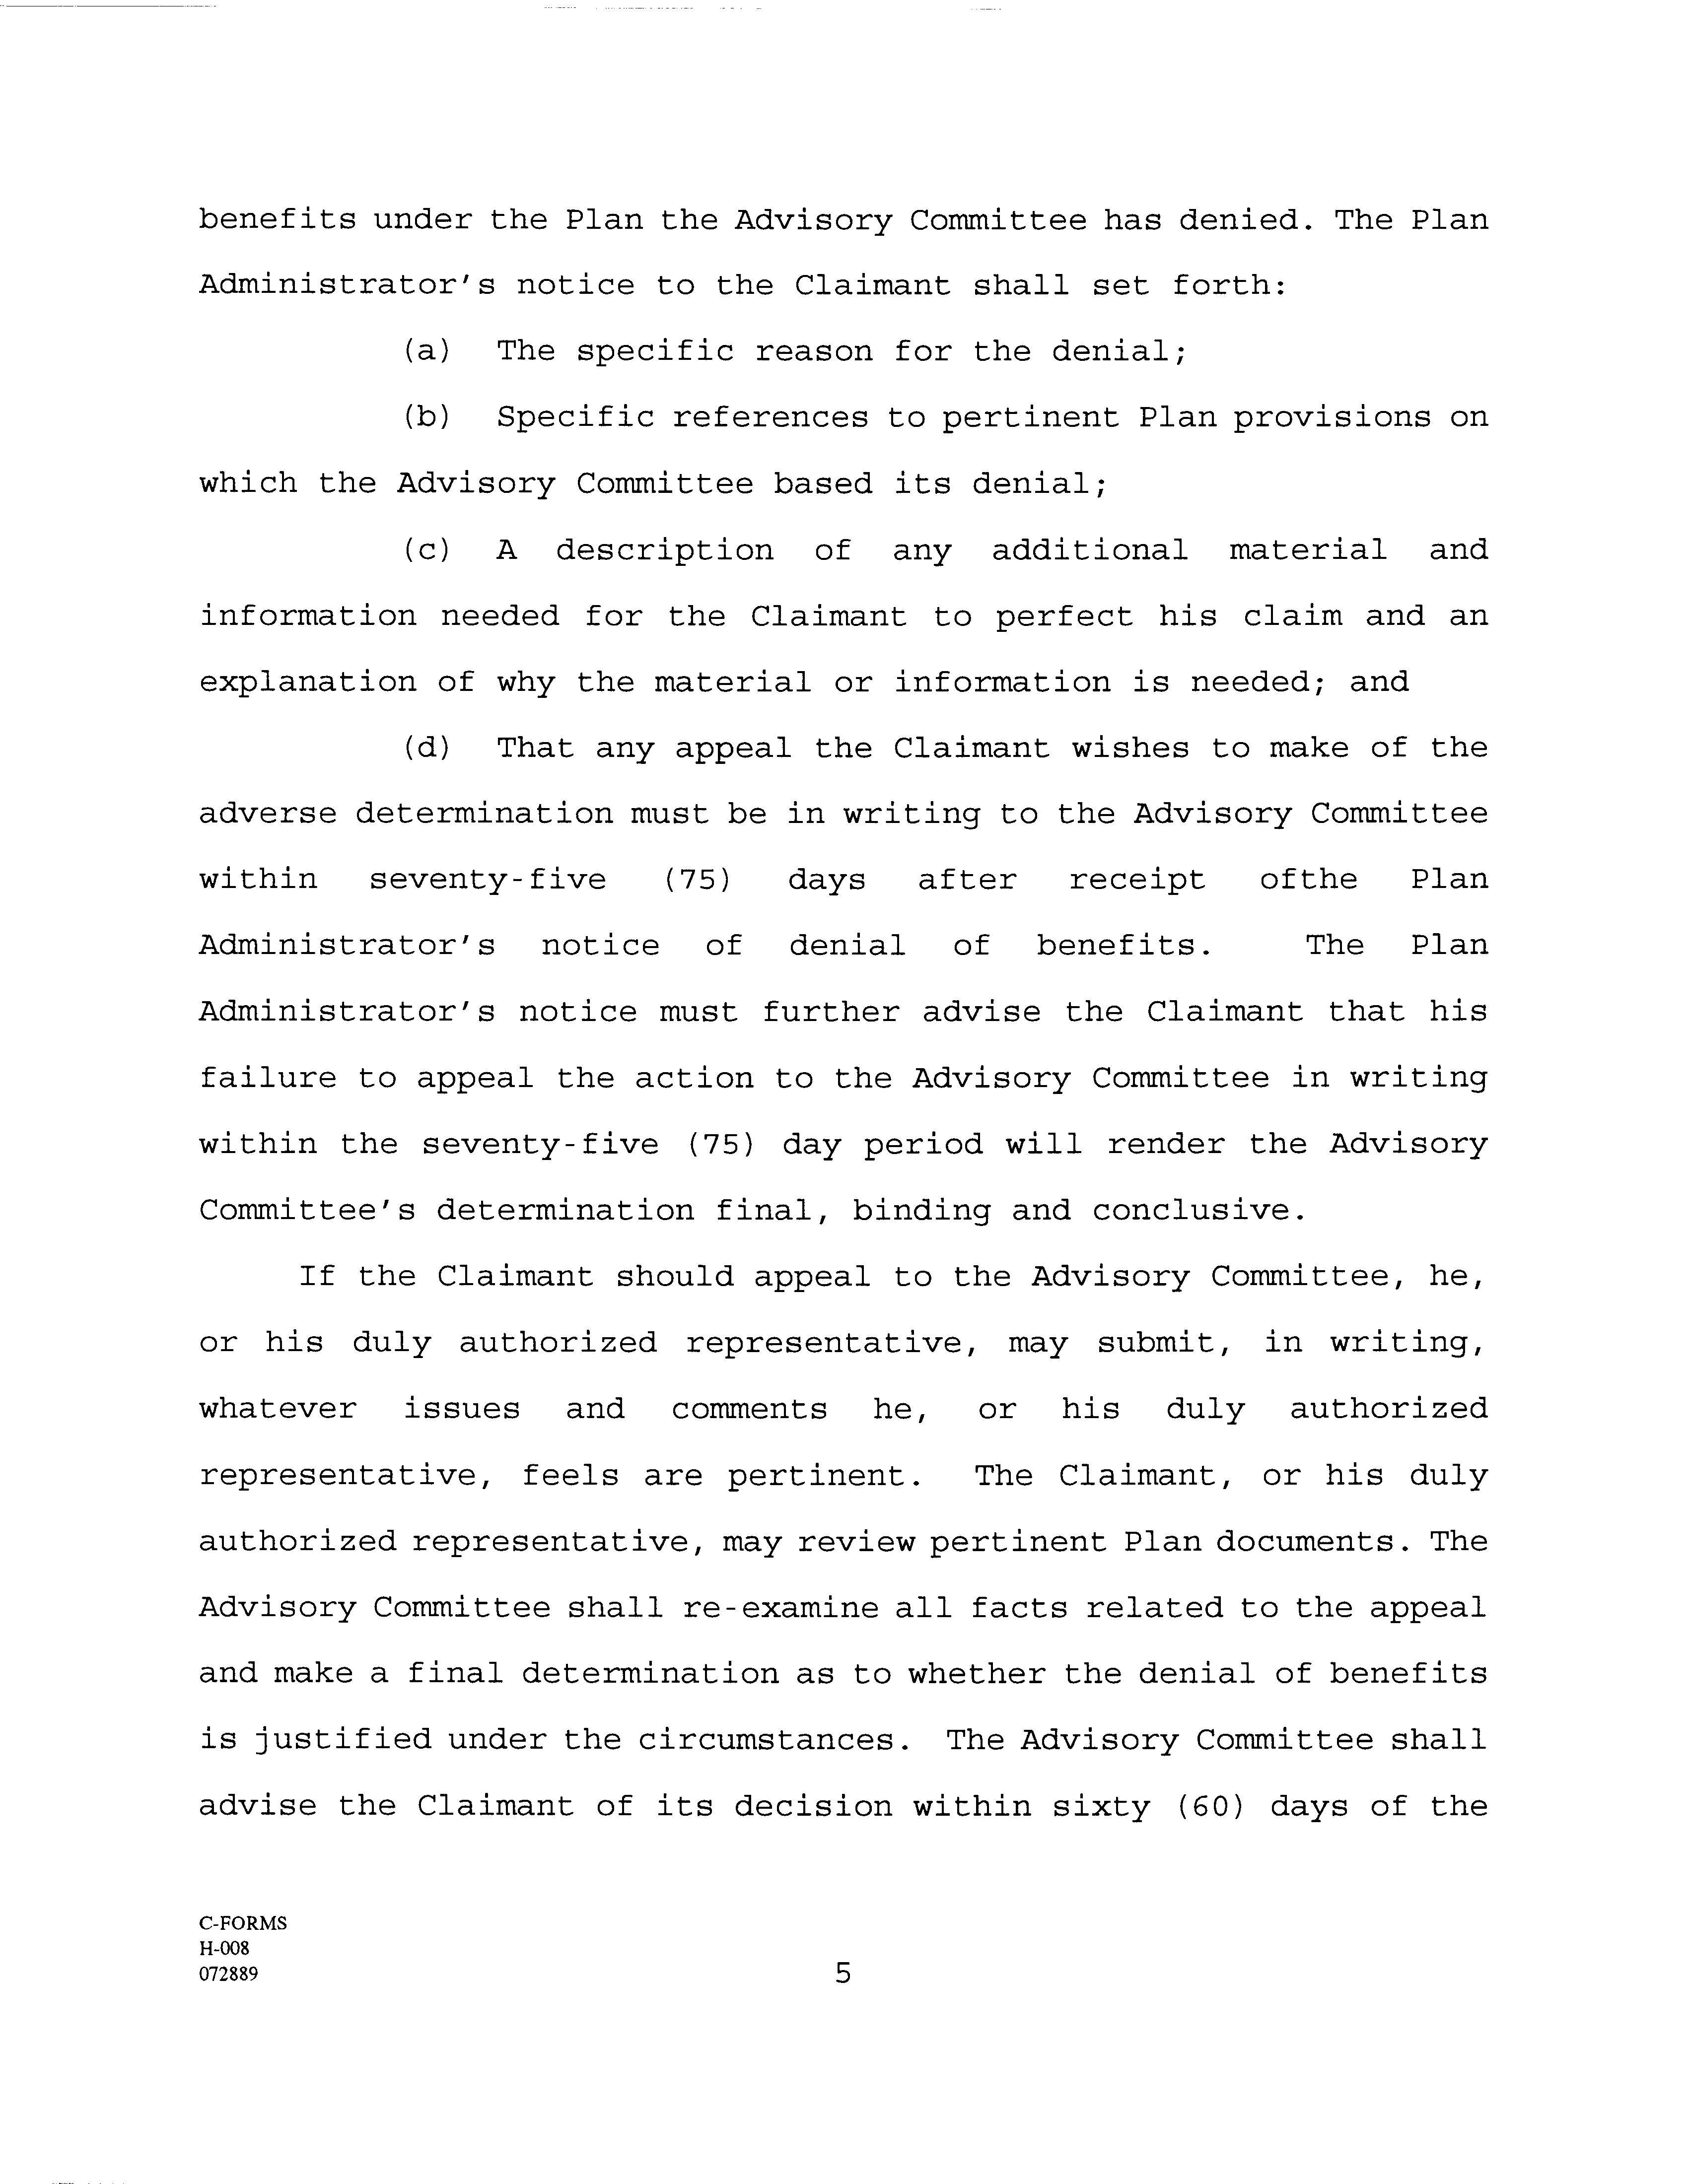 benefits under the Plan the Advisory Committee has denied. The Plan
Administrator's notice to the Claimant shall set forth:
(a) The specific reason for the denial;
(b) Specific references to pertinent Plan provisions on
which the Advisory Committee based its denial;
(c) A description of any additional material and
information needed for the Claimant to perfect his claim and an
explanation of why the material or information is needed; and
(d) That any appeal the Claimant wishes to make of the
adverse determination must be in writing to the Advisory Committee
within seventy-five (75) days after receipt ofthe Plan
Administrator's notice of denial of benefits. The Plan
Administrator's notice must further advise the Claimant that his
failure to appeal the action to the Advisory Committee in writing
within the seventy-five (75) day period will render the Advisory
Committee's determination final, binding and conclusive.
If the Claimant should appeal to the Advisory Committee, he,
or his duly authorized representative, may submit, in writing,
whatever issues and comments he, or his duly authorized
representative, feels are pertinent. The Claimant, or his duly
authorized representative, may review pertinent Plan documents. The
Advisory Committee shall re-examine all facts related to the appeal
and make a final determination as to whether the denial of benefits
is justified under the circumstances. The Advisory Committee shall
advise the Claimant of its decision within sixty (60) days of the
C-FORMS
H-008
072889
5